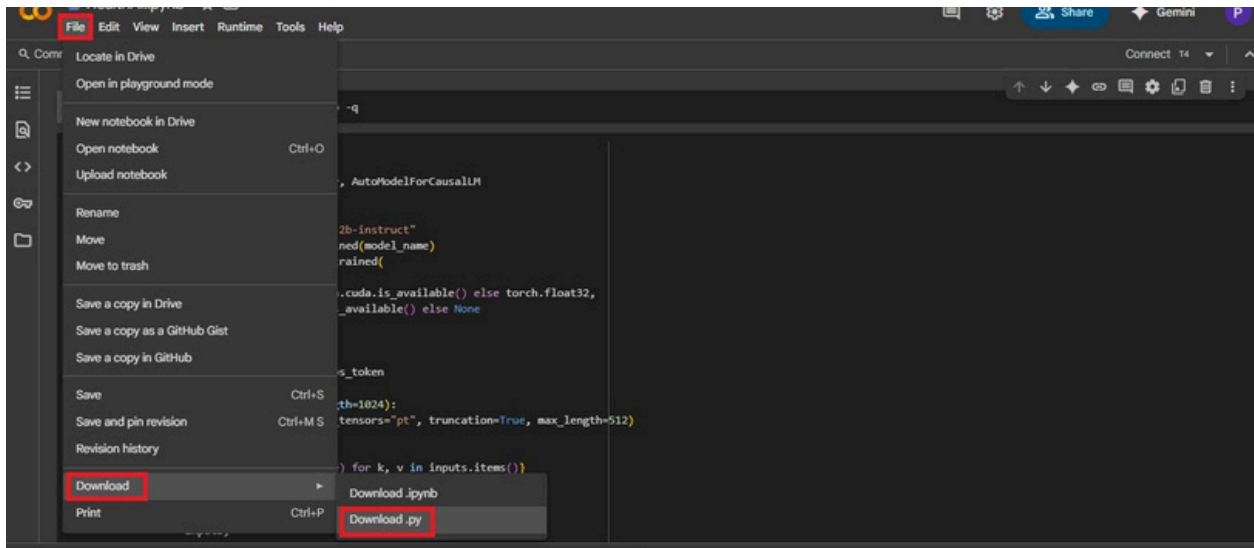 File Edit View Insert Runtime Tools Help
Share
Gemini
P
Connect T4
Locate in Drive
Open in playground mode
New notebook in Drive
Open notebook Ctrl+O
Upload notebook
Rename
Move
Move to trash
Save a copy in Drive
Save a copy as a GitHub Gist
Save a copy in GitHub
Save Ctrl+S
Save and pin revision Ctrl+M S
Revision history
Download
Print Ctrl+P
Download .ipynb
Download .py
-q
, AutoModelForCausalLM
2b-instruct"
ned(model_name)
rained(
.cuda.is_available() else torch.float32,
_available() else None
s_token
th=1024):
tensors="pt", truncation=True, max_length=512)
) for k, v in inputs.items()}